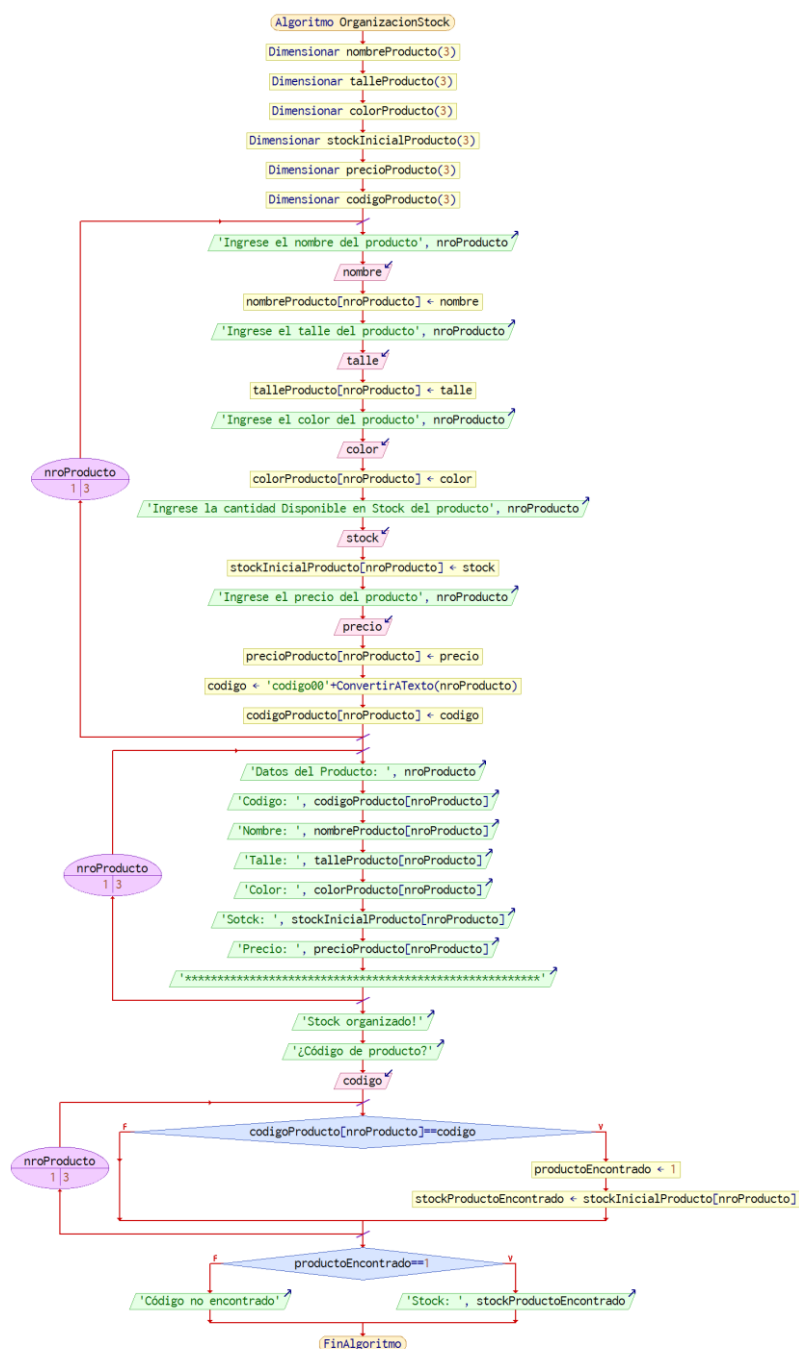 Algoritmo OrganizacionStock
Dimensionar nombreProducto(3)
Dimensionar talleProducto(3)
Dimensionar colorProducto(3)
Dimensionar stockInicialProducto(3)
Dimensionar precioProducto(3)
Dimensionar codigoProducto(3)
'Ingrese el nombre del producto', nroProducto
nombre
nombreProducto[nroProducto] ← nombre
'Ingrese el talle del producto', nroProducto
talle
talleProducto[nroProducto] ← talle
'Ingrese el color del producto', nroProducto
color
nroProducto
1 3
colorProducto[nroProducto] ← color
'Ingrese la cantidad Disponible en Stock del producto', nroProducto
stock
stockInicialProducto[nroProducto] ← stock
'Ingrese el precio del producto', nroProducto
precio
precioProducto[nroProducto] ← precio
codigo ← 'codigo00'+ConvertirATexto(nroProducto)
codigoProducto[nroProducto] ← codigo
'Datos del Producto: ', nroProducto
'Codigo: ', codigoProducto[nroProducto]
'Nombre: ', nombreProducto[nroProducto]
'Talle: ', talleProducto[nroProducto]
nroProducto
1 3
'Color: ', colorProducto[nroProducto]
'Sotck: ', stockInicialProducto[nroProducto]
'Precio: ', precioProducto[nroProducto]
'*******************************************************'
'Stock organizado!'
'¿Código de producto?'
codigo
F
codigoProducto[nroProducto]==codigo
V
nroProducto
1 3
productoEncontrado ← 1
stockProductoEncontrado ← stockInicialProducto[nroProducto]
F
productoEncontrado==1
V
'Código no encontrado'
'Stock: ', stockProductoEncontrado
FinAlgoritmo